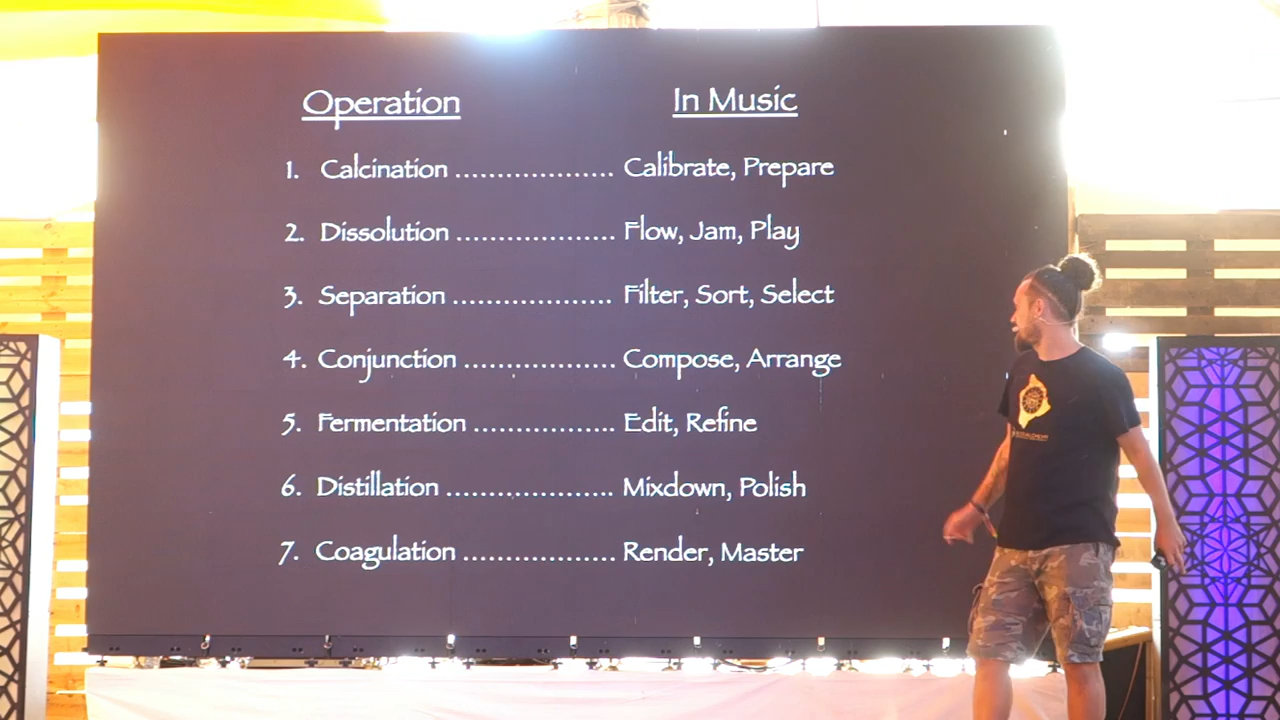 Operation In Music
1. Calcination ................... Calibrate, Prepare
2. Dissolution ................... Flow, Jam, Play
3. Separation ................... Filter, Sort, Select
4. Conjunction .................. Compose, Arrange
5. Fermentation ................. Edit, Refine
6. Distillation .................... Mixdown, Polish
7. Coagulation .................. Render, Master